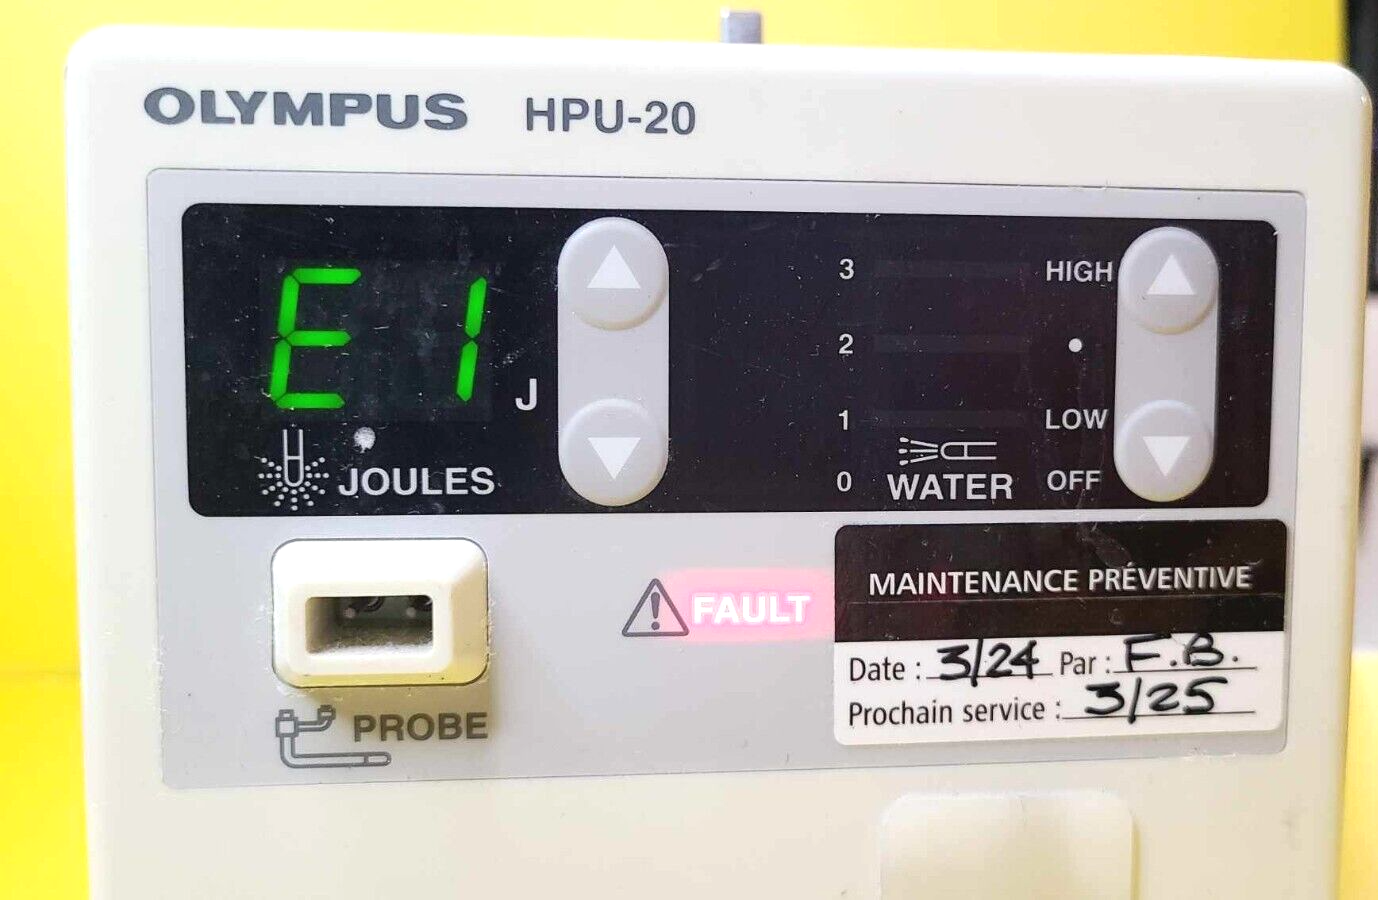 OLYMPUS HPU-20
E1 J
JOULES
3 HIGH
2
1 LOW
0 WATER OFF
PROBE
FAULT
MAINTENANCE PRÉVENTIVE
Date : 3/24 Par : F.B.
Prochain service : 3/25